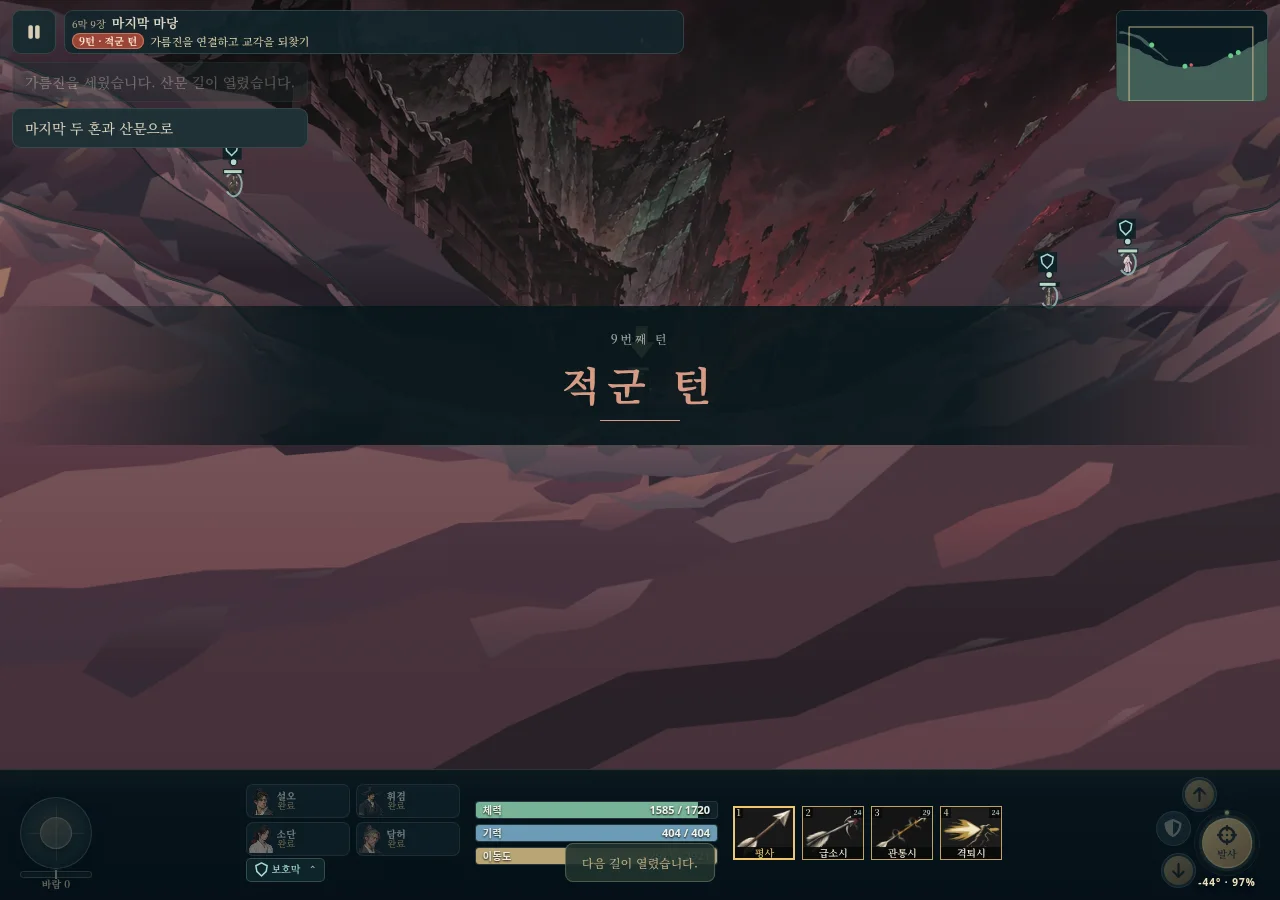 6막 9장 마지막 마당
9턴 · 적군 턴 가름진을 연결하고 교각을 되찾기
가름진을 세웠습니다. 산문 길이 열렸습니다.
마지막 두 혼과 산문으로
9번째 턴
적군 턴
설오
완료
휘겸
완료
소단
완료
달허
완료
보호막
체력 1585 / 1720
기력 404 / 404
이동도
다음 길이 열렸습니다.
1
평사
2 24
급소시
3 29
관통시
4 24
격퇴시
바람 0
발사
-44° · 97%